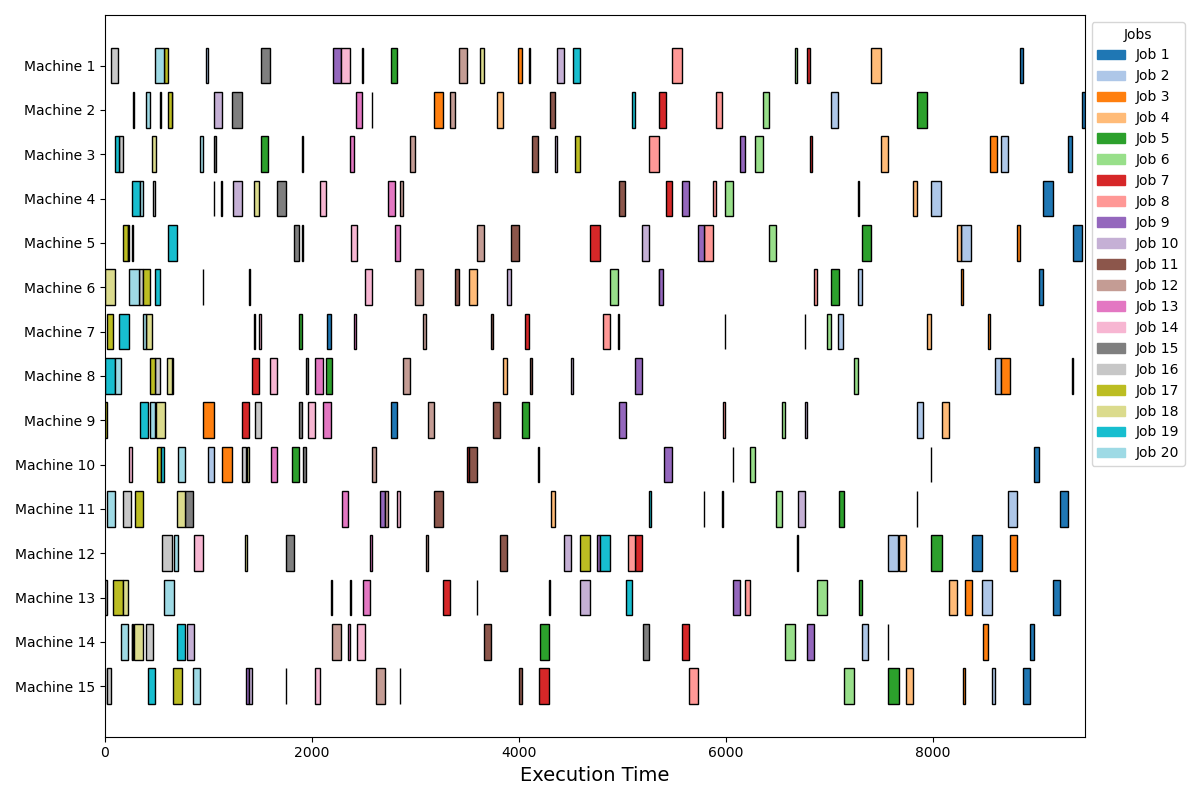 Machine 1
Machine 2
Machine 3
Machine 4
Machine 5
Machine 6
Machine 7
Machine 8
Machine 9
Machine 10
Machine 11
Machine 12
Machine 13
Machine 14
Machine 15
0 2000 4000 6000 8000
Execution Time
Jobs
Job 1
Job 2
Job 3
Job 4
Job 5
Job 6
Job 7
Job 8
Job 9
Job 10
Job 11
Job 12
Job 13
Job 14
Job 15
Job 16
Job 17
Job 18
Job 19
Job 20